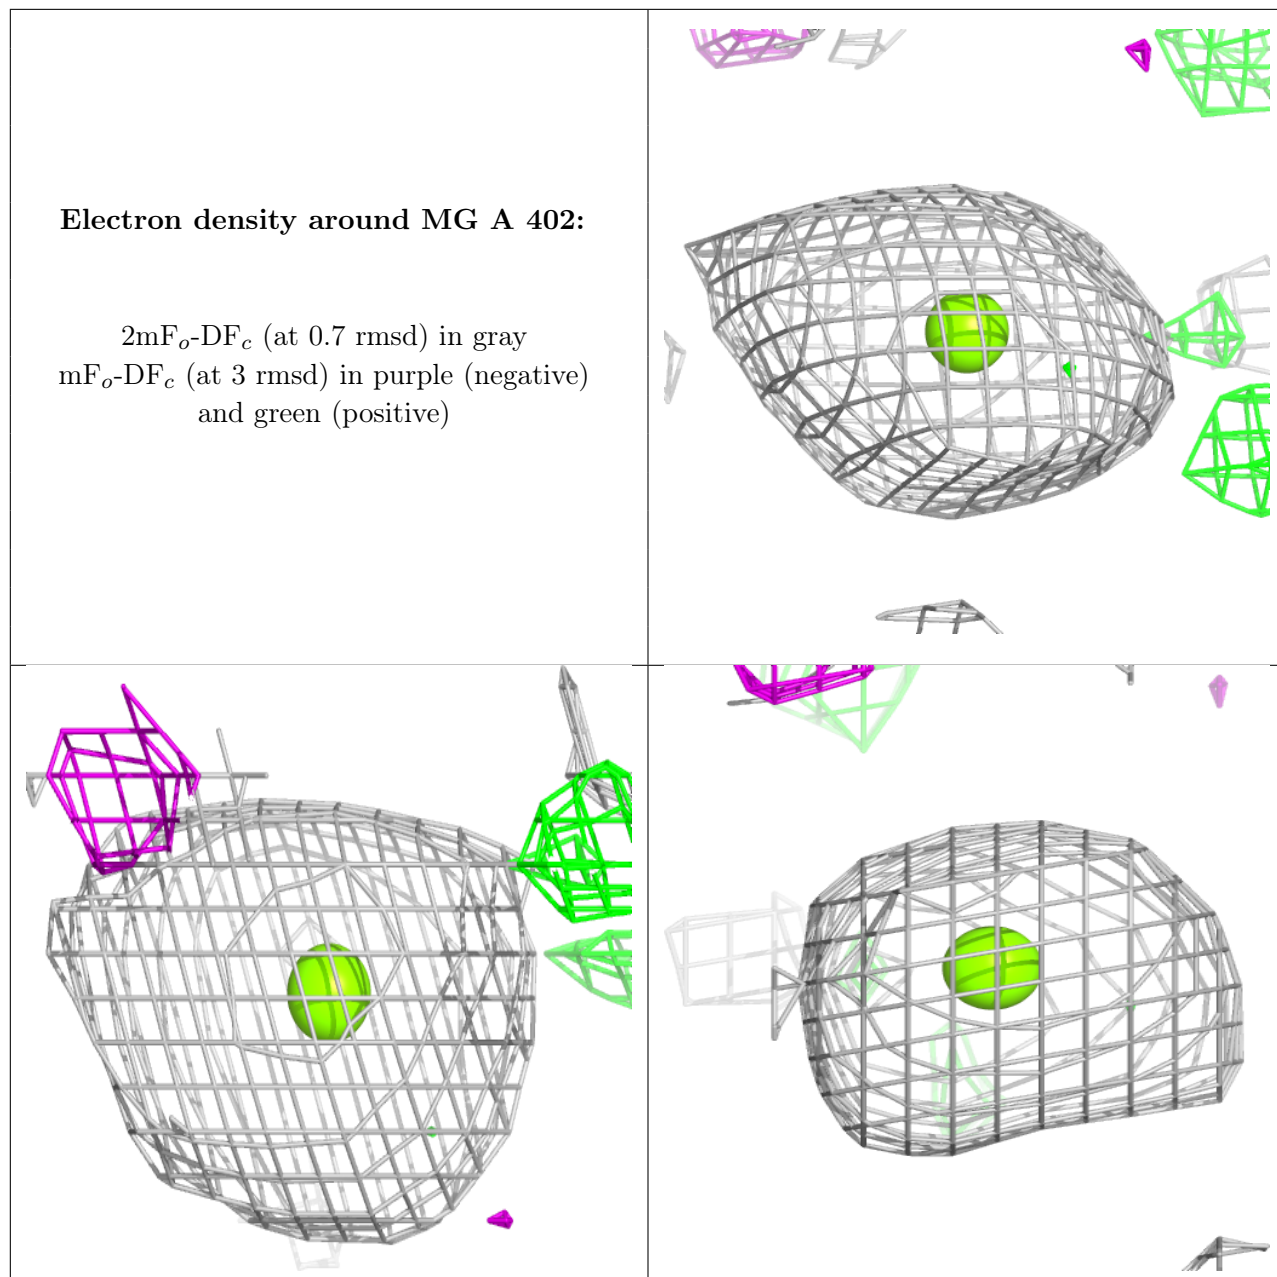 Electron density around MG A 402:
2mFo-DFc (at 0.7 rmsd) in gray
mFo-DFc (at 3 rmsd) in purple (negative)
and green (positive)